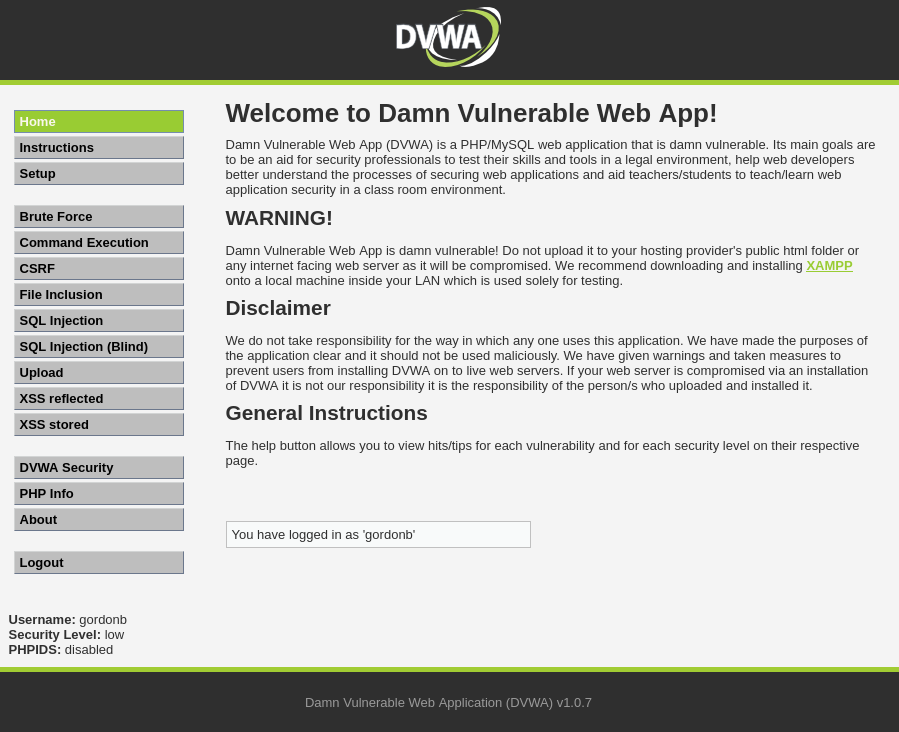 DVWA
Home
Instructions
Setup
Brute Force
Command Execution
CSRF
File Inclusion
SQL Injection
SQL Injection (Blind)
Upload
XSS reflected
XSS stored
DVWA Security
PHP Info
About
Logout
Username: gordonb
Security Level: low
PHPIDS: disabled
Welcome to Damn Vulnerable Web App!
Damn Vulnerable Web App (DVWA) is a PHP/MySQL web application that is damn vulnerable. Its main goals are
to be an aid for security professionals to test their skills and tools in a legal environment, help web developers
better understand the processes of securing web applications and aid teachers/students to teach/learn web
application security in a class room environment.
WARNING!
Damn Vulnerable Web App is damn vulnerable! Do not upload it to your hosting provider's public html folder or
any internet facing web server as it will be compromised. We recommend downloading and installing XAMPP
onto a local machine inside your LAN which is used solely for testing.
Disclaimer
We do not take responsibility for the way in which any one uses this application. We have made the purposes of
the application clear and it should not be used maliciously. We have given warnings and taken measures to
prevent users from installing DVWA on to live web servers. If your web server is compromised via an installation
of DVWA it is not our responsibility it is the responsibility of the person/s who uploaded and installed it.
General Instructions
The help button allows you to view hits/tips for each vulnerability and for each security level on their respective
page.
You have logged in as 'gordonb'
Damn Vulnerable Web Application (DVWA) v1.0.7